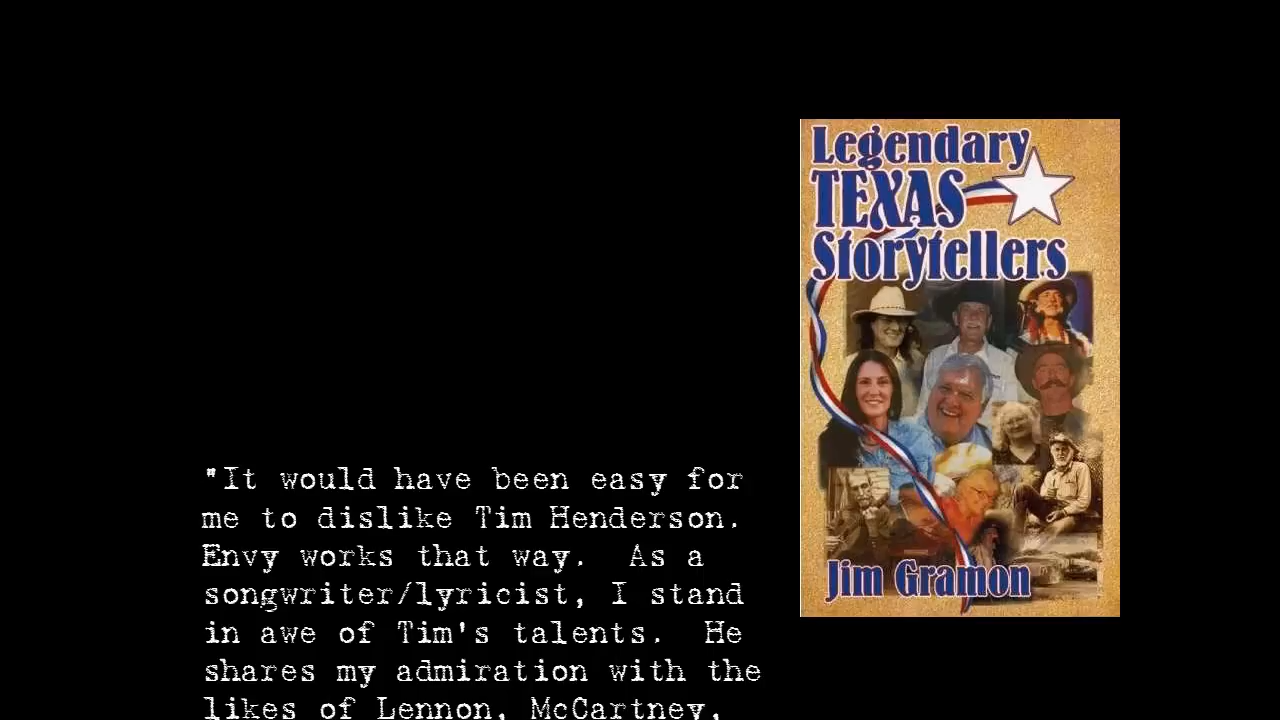 Legendary
TEXAS
Storytellers
Jim Gramon
"It would have been easy for
me to dislike Tim Henderson.
Envy works that way.  As a
songwriter/lyricist, I stand
in awe of Tim's talents.  He
shares my admiration with the
likes of Lennon, McCartney,